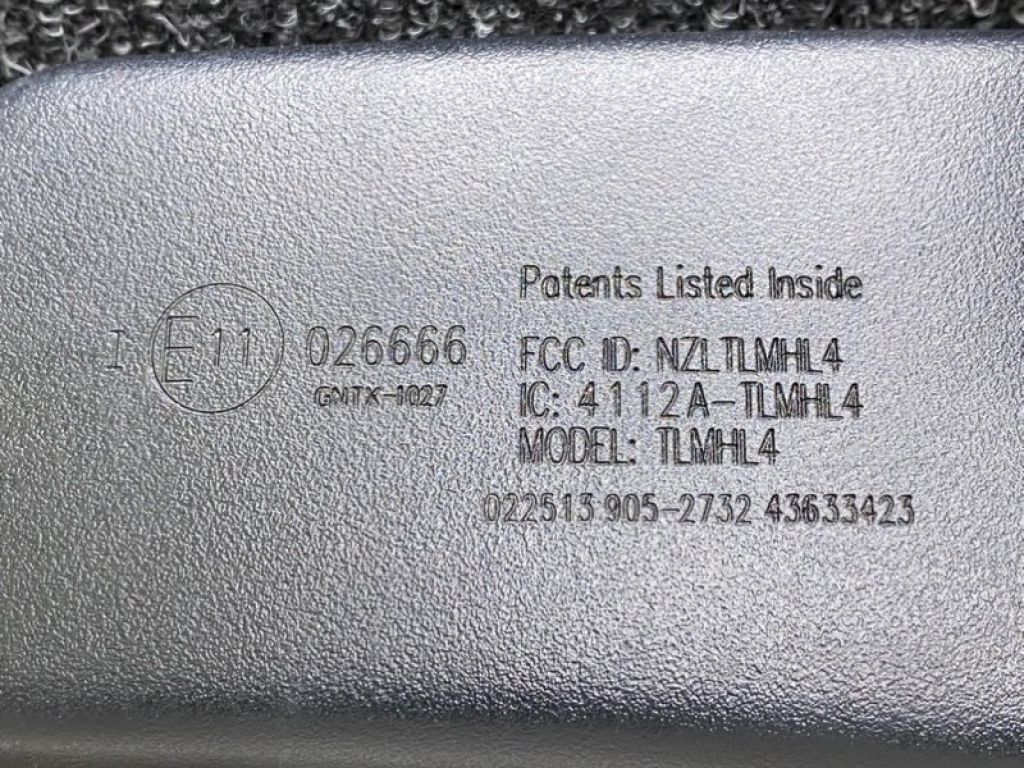 I E11 026666
GNTX-1027
Patents Listed Inside
FCC ID: NZLTLMHL4
IC: 4112A-TLMHL4
MODEL: TLMHL4
022513 905-2732 43633423